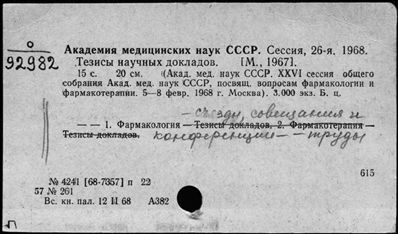 О
92982
Академия медицинских наук СССР. Сессия, 26-я. 1968.
Тезисы научных докладов. [М., 1967].
15 с. 20 см. (Акад. мед. наук СССР. XXVI сессия общего
собрания Акад. мед. наук СССР, посвящ. вопросам фармакологии и
фармакотерапии. 5—8 февр. 1968 г. Москва). 3.000 экз. Б. ц.
— съезды, совещания и
— — 1. Фармакология — Тезисы докладов. 2. Фармакотерапия —
Тезисы докладов. конференции — труды
615
№ 4241 [68-7357] п 22
57 № 261
Вс. кн. пал. 12 II 68 А382
П